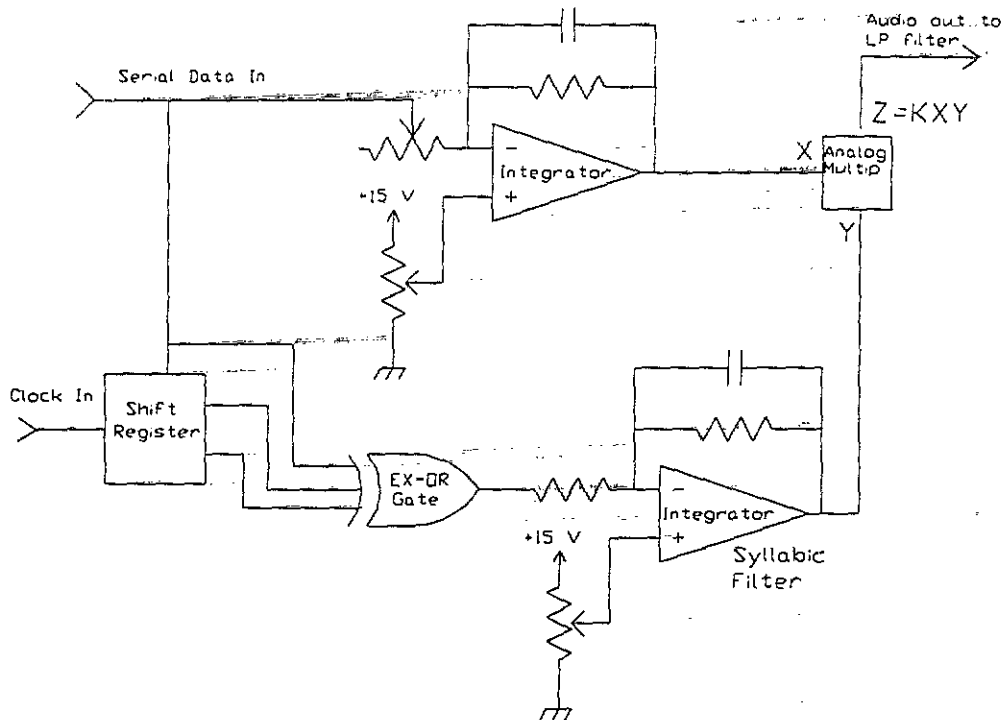 Audio out to
LP filter
Serial Data In
Z=KXY
X
Analog
Multip
Integrator
-
+
+15 V
Y
Clock In
Shift
Register
EX-OR
Gate
-
Integrator
+
+15 V
Syllabic
Filter